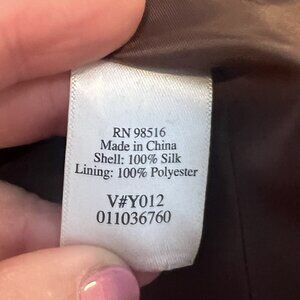 RN 98516
Made in China
Shell: 100% Silk
Lining: 100% Polyester
V#Y012
011036760